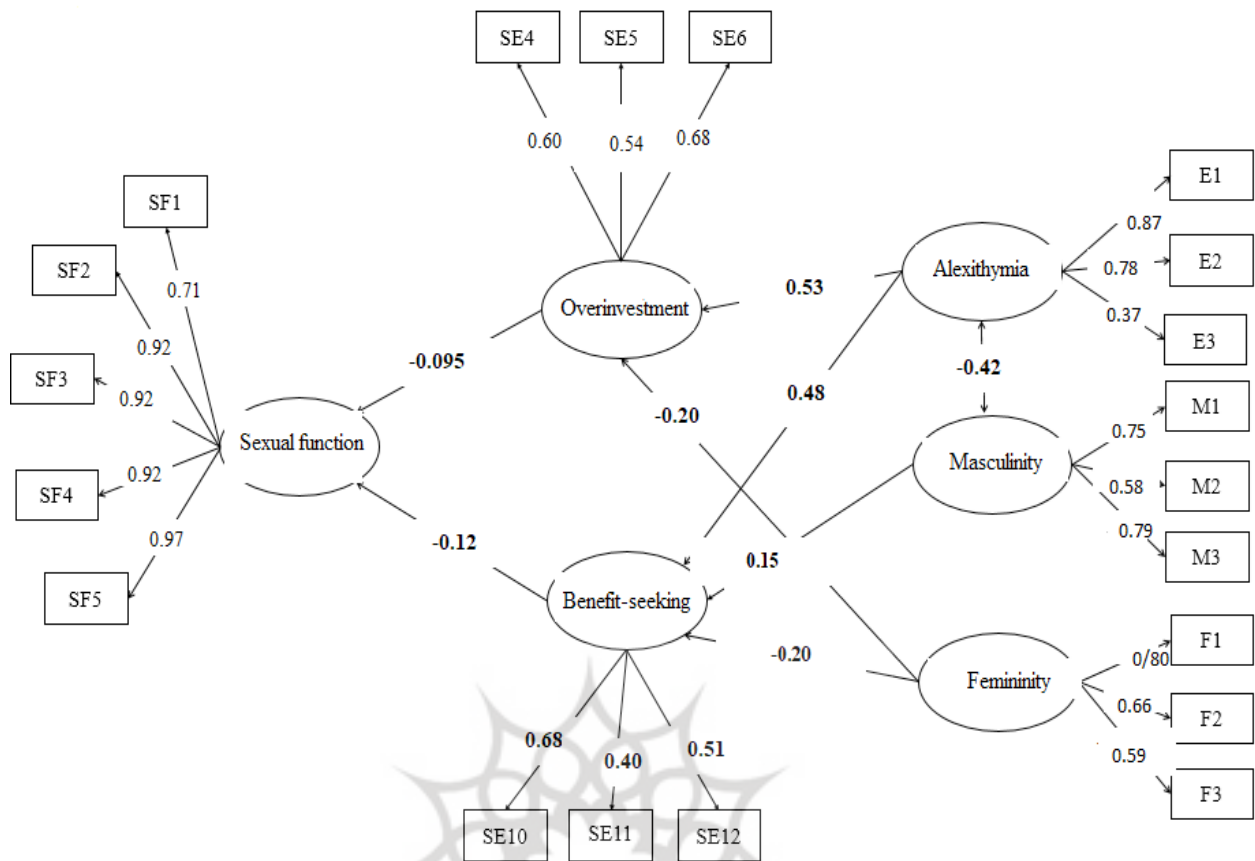 SE4
SE5
SE6
0.60
0.54
0.68
SF1
SF2
SF3
SF4
SF5
0.71
0.92
0.92
0.92
0.97
Sexual function
Overinvestment
-0.095
-0.12
Benefit-seeking
0.68
0.40
0.51
SE10
SE11
SE12
0.53
-0.20
0.48
0.15
-0.20
Alexithymia
-0.42
Masculinity
Femininity
0.87
0.78
0.37
E1
E2
E3
0.75
0.58
0.79
M1
M2
M3
0/80
0.66
0.59
F1
F2
F3